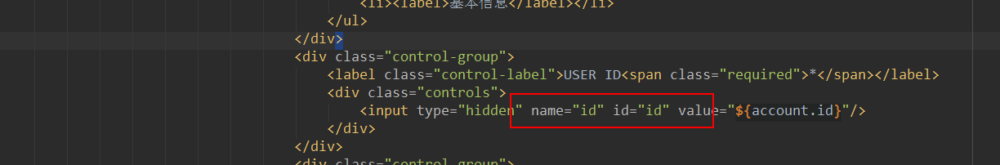 <li><label>基本信息</label></li>
</ul>
</div>
<div class="control-group">
<label class="control-label">USER ID<span class="required">*</span></label>
<div class="controls">
<input type="hidden" name="id" id="id" value="${account.id}"/>
</div>
</div>
<div class="control-group">